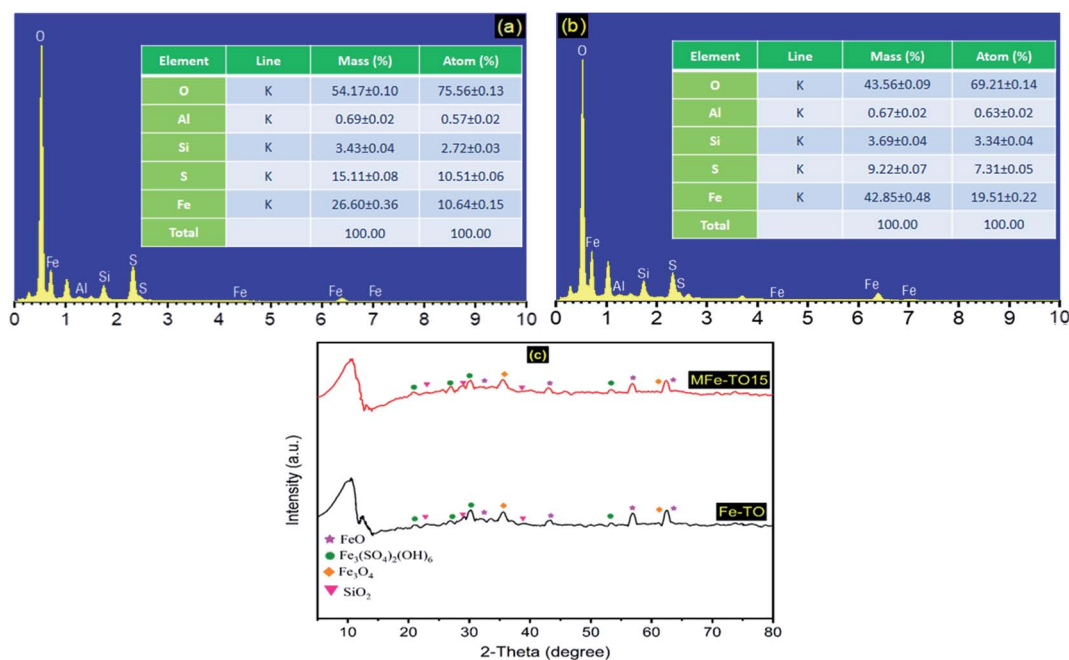 (a)
O
Element Line Mass (%) Atom (%)
O K 54.17±0.10 75.56±0.13
Al K 0.69±0.02 0.57±0.02
Si K 3.43±0.04 2.72±0.03
S K 15.11±0.08 10.51±0.06
Fe K 26.60±0.36 10.64±0.15
Total 100.00 100.00
Fe Al Si S S Fe Fe Fe
0 1 2 3 4 5 6 7 8 9 10
(b)
O
Element Line Mass (%) Atom (%)
O K 43.56±0.09 69.21±0.14
Al K 0.67±0.02 0.63±0.02
Si K 3.69±0.04 3.34±0.04
S K 9.22±0.07 7.31±0.05
Fe K 42.85±0.48 19.51±0.22
Total 100.00 100.00
Fe Al Si S S Fe Fe Fe
0 1 2 3 4 5 6 7 8 9 10
(c)
MFe-TO15
Fe-TO
FeO
Fe₃(SO₄)₂(OH)₆
Fe₃O₄
SiO₂
Intensity (a.u.)
10 20 30 40 50 60 70 80
2-Theta (degree)